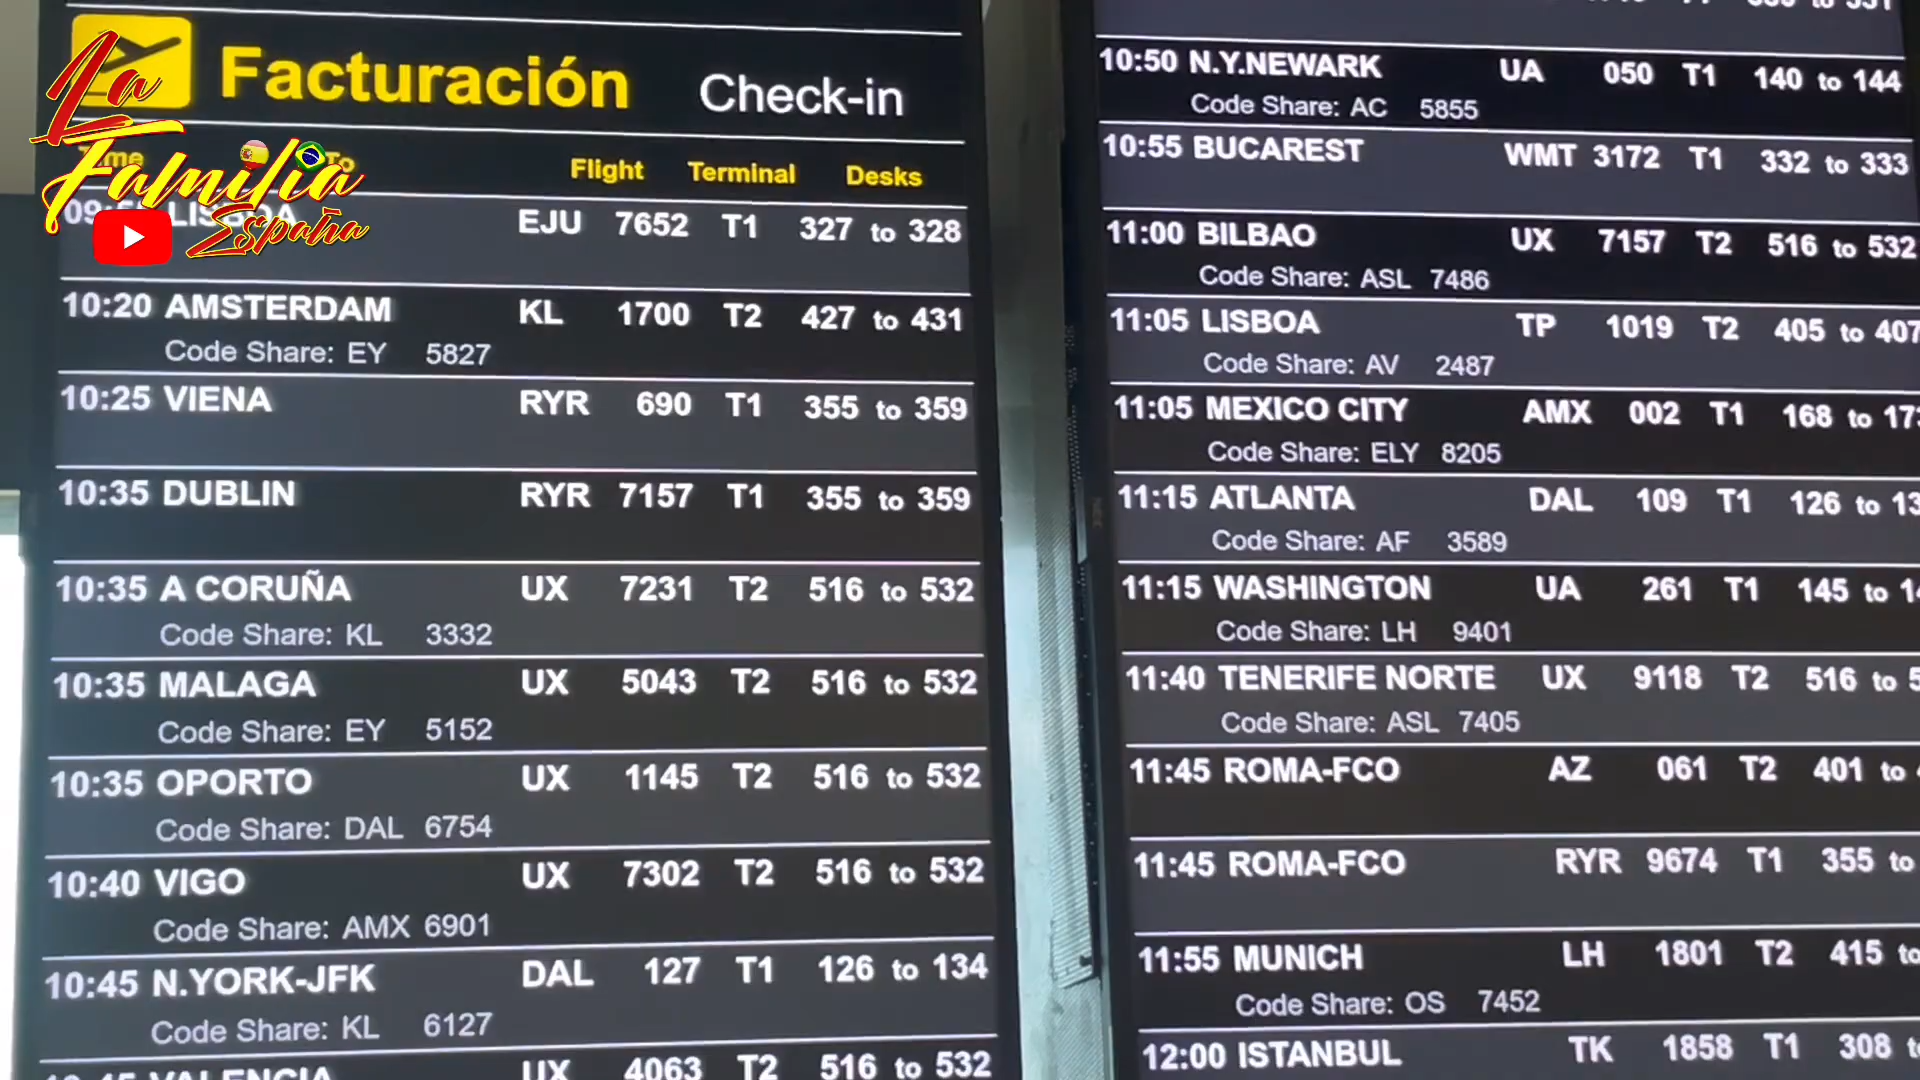 La
Familia
España
Facturación Check-in
To Flight Terminal Desks
LISBOA EJU 7652 T1 327 to 328
10:20 AMSTERDAM KL 1700 T2 427 to 431
Code Share: EY 5827
10:25 VIENA RYR 690 T1 355 to 359
10:35 DUBLIN RYR 7157 T1 355 to 359
10:35 A CORUÑA UX 7231 T2 516 to 532
Code Share: KL 3332
10:35 MALAGA UX 5043 T2 516 to 532
Code Share: EY 5152
10:35 OPORTO UX 1145 T2 516 to 532
Code Share: DAL 6754
10:40 VIGO UX 7302 T2 516 to 532
Code Share: AMX 6901
10:45 N.YORK-JFK DAL 127 T1 126 to 134
Code Share: KL 6127
10:45 VALENCIA UX 4063 T2 516 to 532
10:50 N.Y.NEWARK UA 050 T1 140 to 144
Code Share: AC 5855
10:55 BUCAREST WMT 3172 T1 332 to 333
11:00 BILBAO UX 7157 T2 516 to 532
Code Share: ASL 7486
11:05 LISBOA TP 1019 T2 405 to 407
Code Share: AV 2487
11:05 MEXICO CITY AMX 002 T1 168 to
Code Share: ELY 8205
11:15 ATLANTA DAL 109 T1 126 to
Code Share: AF 3589
11:15 WASHINGTON UA 261 T1 145 to
Code Share: LH 9401
11:40 TENERIFE NORTE UX 9118 T2 516 to
Code Share: ASL 7405
11:45 ROMA-FCO AZ 061 T2 401 to
11:45 ROMA-FCO RYR 9674 T1 355 to
11:55 MUNICH LH 1801 T2 415 to
Code Share: OS 7452
12:00 ISTANBUL TK 1858 T1 308